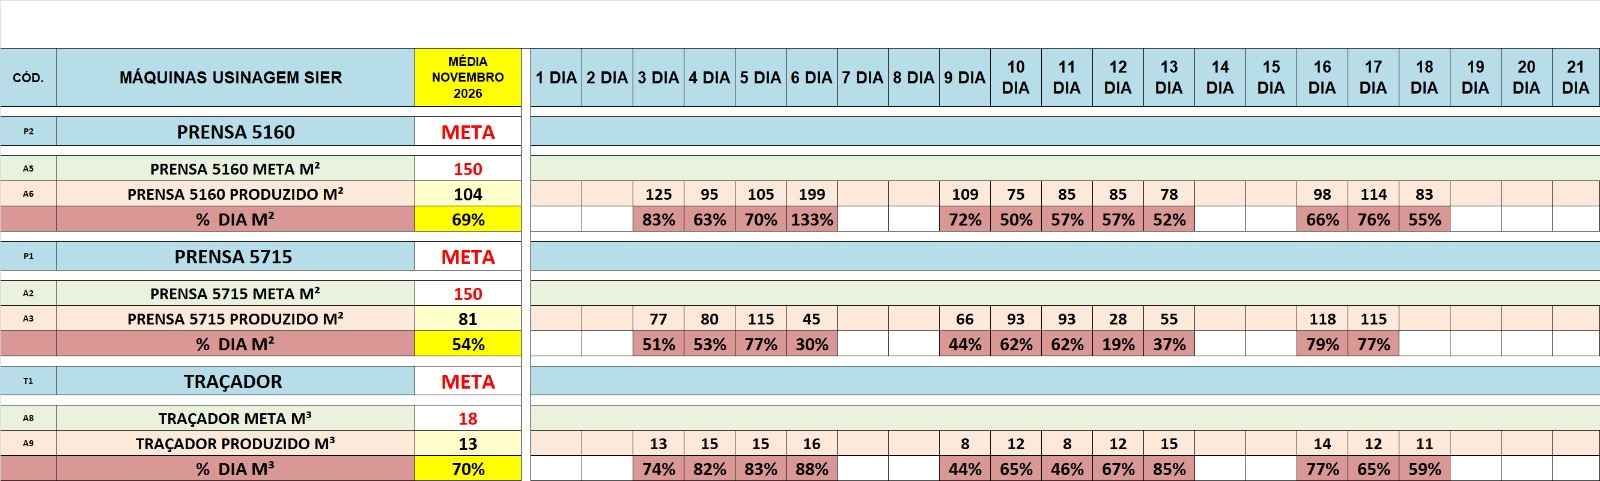 CÓD. MÁQUINAS USINAGEM SIER MÉDIA NOVEMBRO 2026 1 DIA 2 DIA 3 DIA 4 DIA 5 DIA 6 DIA 7 DIA 8 DIA 9 DIA 10 DIA 11 DIA 12 DIA 13 DIA 14 DIA 15 DIA 16 DIA 17 DIA 18 DIA 19 DIA 20 DIA 21 DIA
P2 PRENSA 5160 META
A5 PRENSA 5160 META M² 150
A6 PRENSA 5160 PRODUZIDO M² 104 125 95 105 199 109 75 85 85 78 98 114 83
% DIA M² 69% 83% 63% 70% 133% 72% 50% 57% 57% 52% 66% 76% 55%
P1 PRENSA 5715 META
A2 PRENSA 5715 META M² 150
A3 PRENSA 5715 PRODUZIDO M² 81 77 80 115 45 66 93 93 28 55 118 115
% DIA M² 54% 51% 53% 77% 30% 44% 62% 62% 19% 37% 79% 77%
T1 TRAÇADOR META
A8 TRAÇADOR META M³ 18
A9 TRAÇADOR PRODUZIDO M³ 13 13 15 15 16 8 12 8 12 15 14 12 11
% DIA M³ 70% 74% 82% 83% 88% 44% 65% 46% 67% 85% 77% 65% 59%